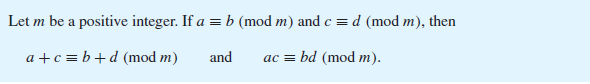 Let m be a positive integer. If a ≡ b (mod m) and c ≡ d (mod m), then
a + c ≡ b + d (mod m) and ac ≡ bd (mod m).